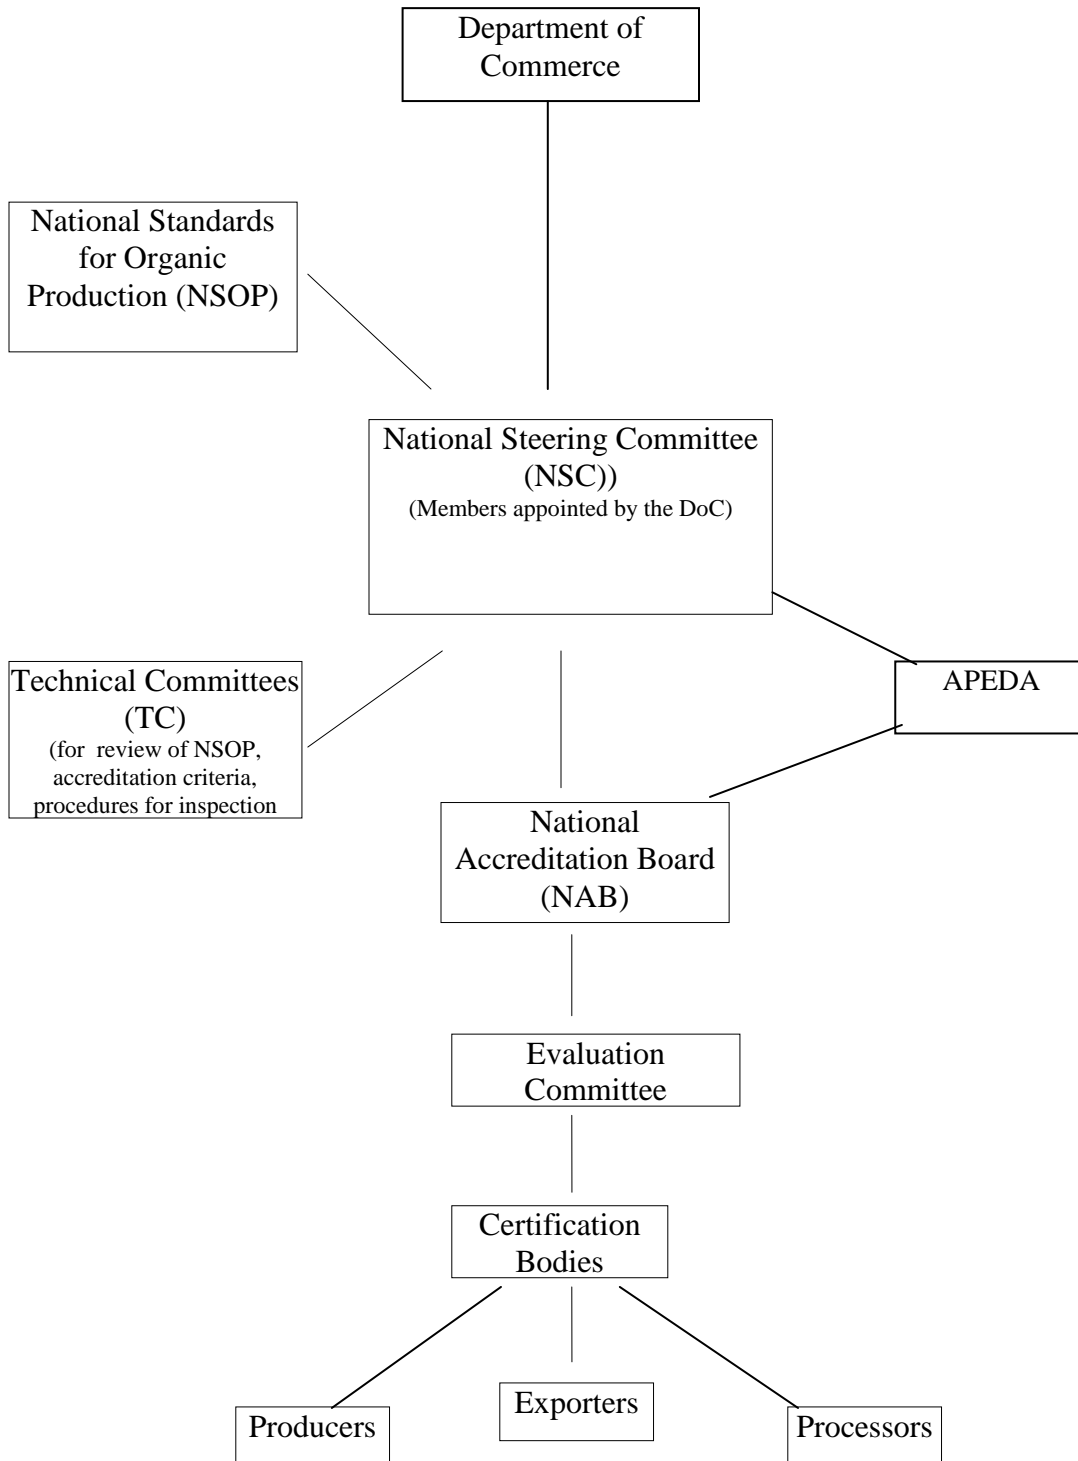 Department of
Commerce
National Standards
for Organic
Production (NSOP)
National Steering Committee
(NSC))
(Members appointed by the DoC)
Technical Committees
(TC)
(for review of NSOP,
accreditation criteria,
procedures for inspection
APEDA
National
Accreditation Board
(NAB)
Evaluation
Committee
Certification
Bodies
Producers
Exporters
Processors